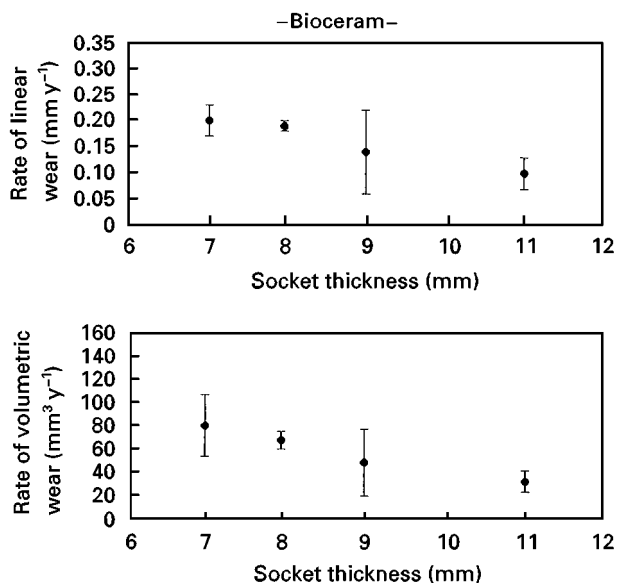 –Bioceram–
Rate of linear
wear (mm y⁻¹)
0.35
0.30
0.25
0.20
0.15
0.10
0.05
0
6 7 8 9 10 11 12
Socket thickness (mm)
Rate of volumetric
wear (mm³ y⁻¹)
160
140
120
100
80
60
40
20
0
6 7 8 9 10 11 12
Socket thickness (mm)